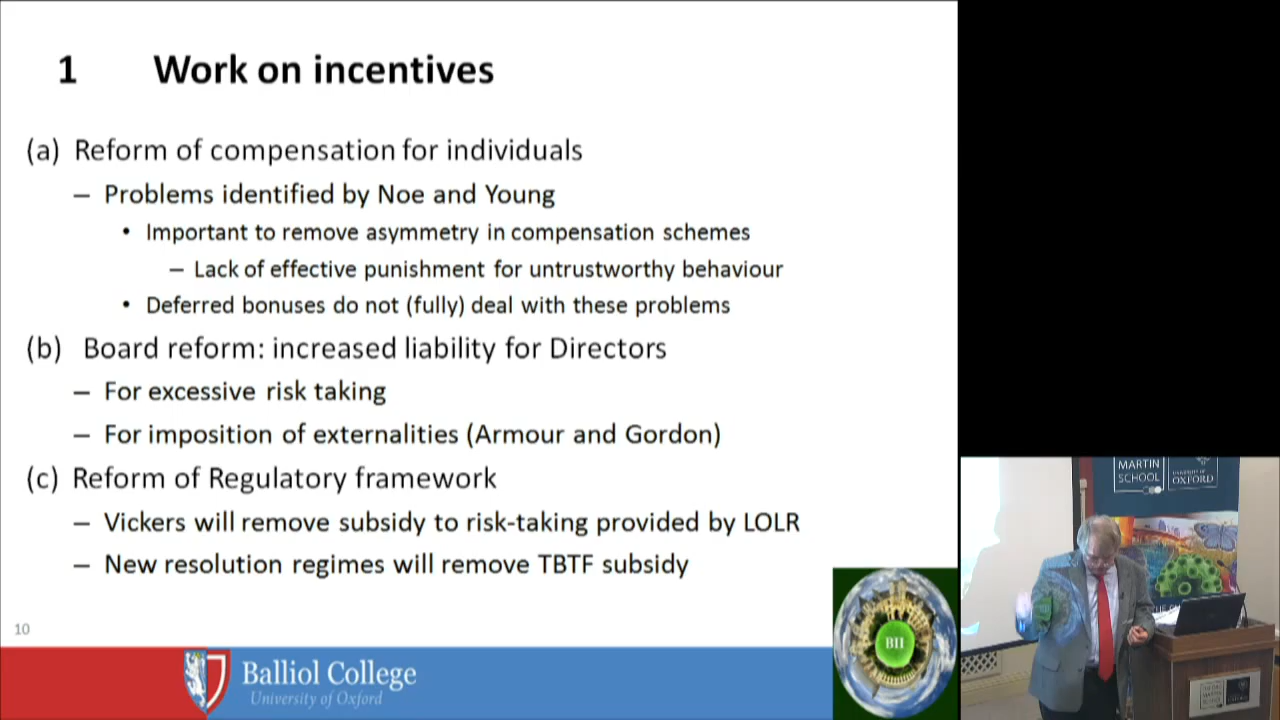 1 Work on incentives
(a) Reform of compensation for individuals
– Problems identified by Noe and Young
• Important to remove asymmetry in compensation schemes
– Lack of effective punishment for untrustworthy behaviour
• Deferred bonuses do not (fully) deal with these problems
(b) Board reform: increased liability for Directors
– For excessive risk taking
– For imposition of externalities (Armour and Gordon)
(c) Reform of Regulatory framework
– Vickers will remove subsidy to risk-taking provided by LOLR
– New resolution regimes will remove TBTF subsidy
10
Balliol College
University of Oxford
BII
MARTIN
SCHOOL
UNIVERSITY OF
OXFORD